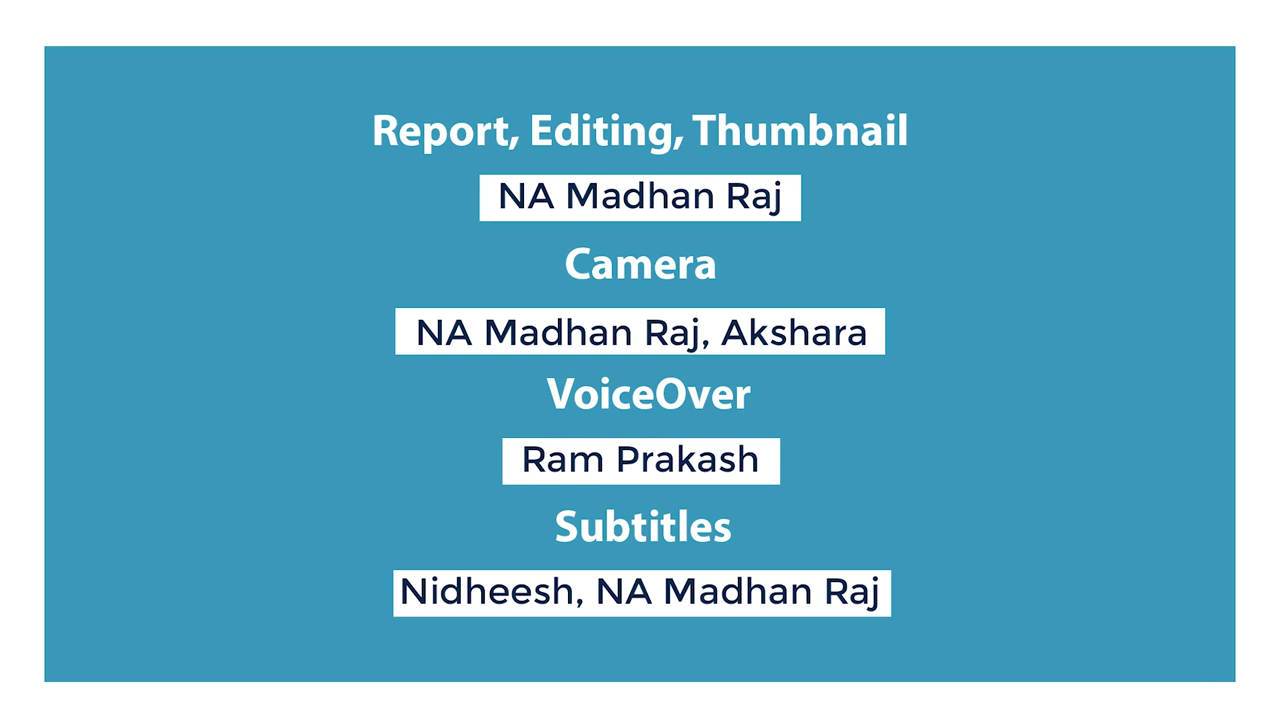 Report, Editing, Thumbnail
NA Madhan Raj
Camera
NA Madhan Raj, Akshara
VoiceOver
Ram Prakash
Subtitles
Nidheesh, NA Madhan Raj